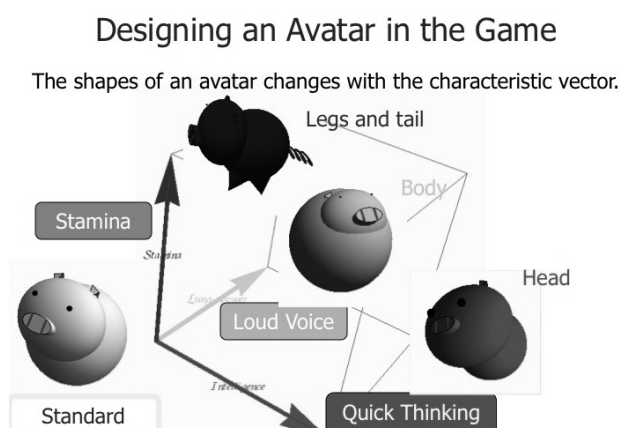 Designing an Avatar in the Game
The shapes of an avatar changes with the characteristic vector.
Legs and tail
Body
Stamina
Stamina
Head
Loud Voice
Intelligence
Quick Thinking
Standard